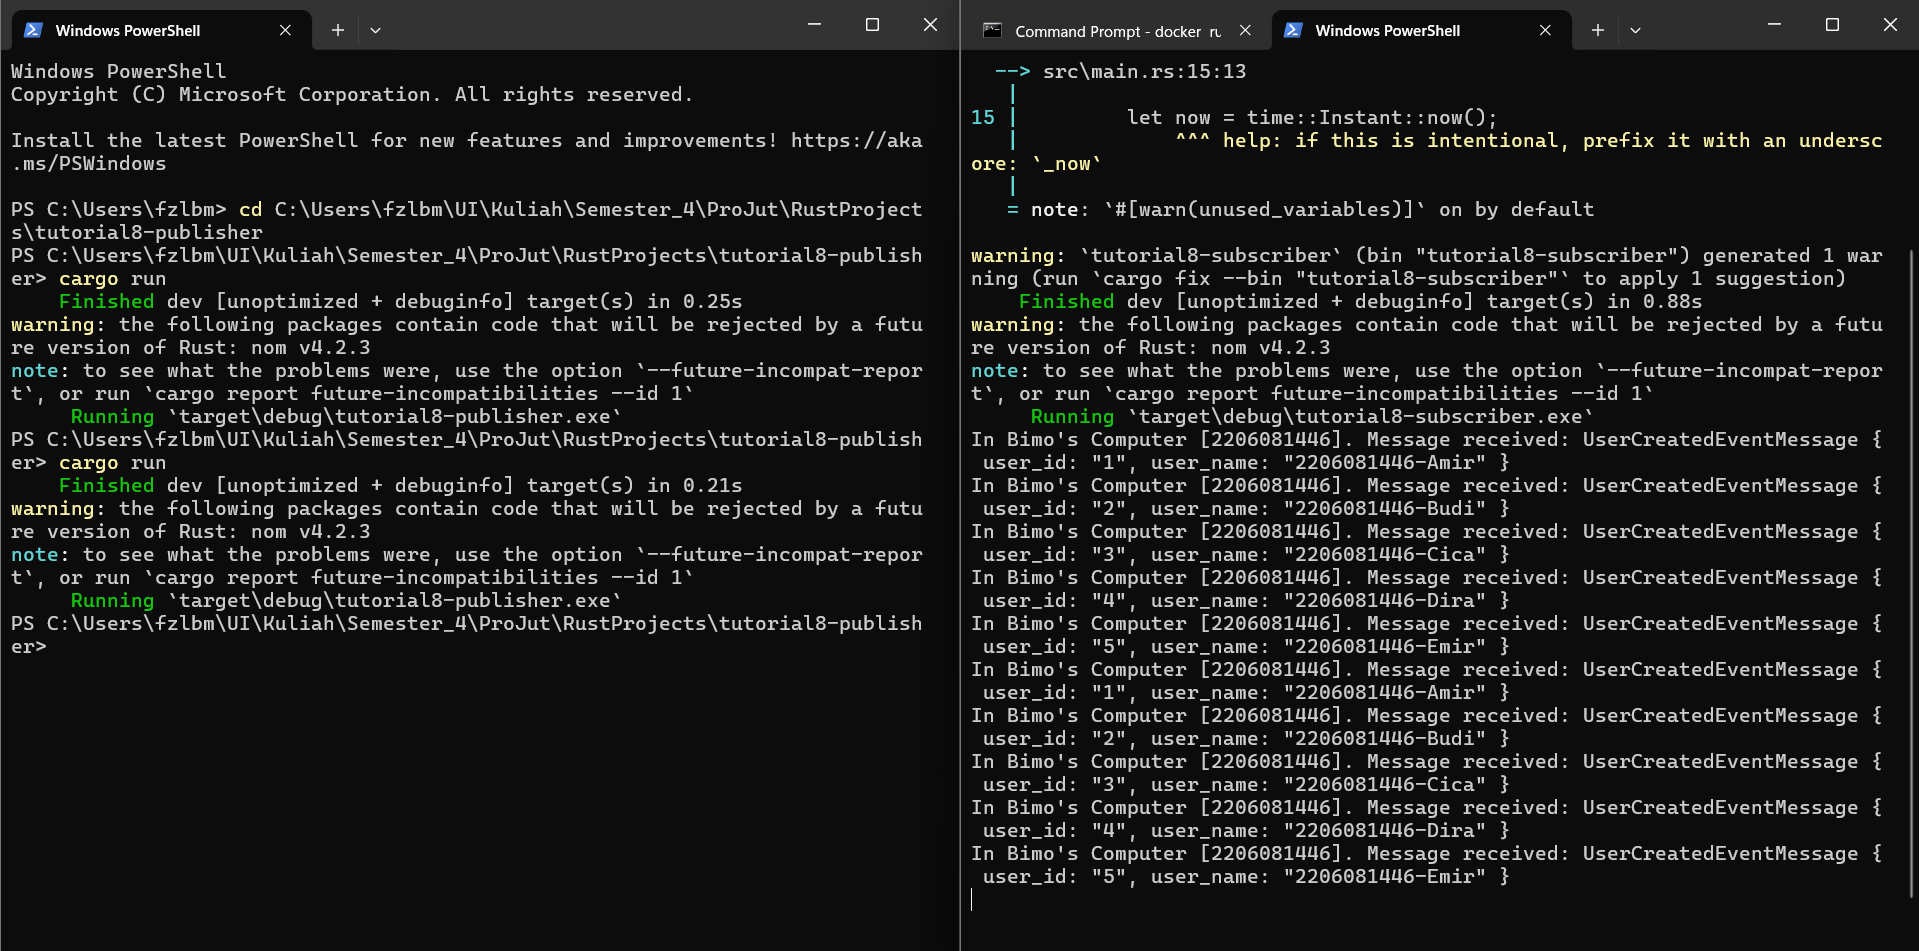 Windows PowerShell
Windows PowerShell
Copyright (C) Microsoft Corporation. All rights reserved.
Install the latest PowerShell for new features and improvements! https://aka
.ms/PSWindows
PS C:\Users\fzlbm> cd C:\Users\fzlbm\UI\Kuliah\Semester_4\ProJut\RustProject
s\tutorial8-publisher
PS C:\Users\fzlbm\UI\Kuliah\Semester_4\ProJut\RustProjects\tutorial8-publish
er> cargo run
    Finished dev [unoptimized + debuginfo] target(s) in 0.25s
warning: the following packages contain code that will be rejected by a futu
re version of Rust: nom v4.2.3
note: to see what the problems were, use the option `--future-incompat-repor
t`, or run `cargo report future-incompatibilities --id 1`
     Running `target\debug\tutorial8-publisher.exe`
PS C:\Users\fzlbm\UI\Kuliah\Semester_4\ProJut\RustProjects\tutorial8-publish
er> cargo run
    Finished dev [unoptimized + debuginfo] target(s) in 0.21s
warning: the following packages contain code that will be rejected by a futu
re version of Rust: nom v4.2.3
note: to see what the problems were, use the option `--future-incompat-repor
t`, or run `cargo report future-incompatibilities --id 1`
     Running `target\debug\tutorial8-publisher.exe`
PS C:\Users\fzlbm\UI\Kuliah\Semester_4\ProJut\RustProjects\tutorial8-publish
er>
Command Prompt - docker ru
Windows PowerShell
  --> src\main.rs:15:13
   |
15 |         let now = time::Instant::now();
   |             ^^^ help: if this is intentional, prefix it with an undersc
ore: `_now`
   |
   = note: `#[warn(unused_variables)]` on by default
warning: `tutorial8-subscriber` (bin "tutorial8-subscriber") generated 1 war
ning (run `cargo fix --bin "tutorial8-subscriber"` to apply 1 suggestion)
    Finished dev [unoptimized + debuginfo] target(s) in 0.88s
warning: the following packages contain code that will be rejected by a futu
re version of Rust: nom v4.2.3
note: to see what the problems were, use the option `--future-incompat-repor
t`, or run `cargo report future-incompatibilities --id 1`
     Running `target\debug\tutorial8-subscriber.exe`
In Bimo's Computer [2206081446]. Message received: UserCreatedEventMessage {
 user_id: "1", user_name: "2206081446-Amir" }
In Bimo's Computer [2206081446]. Message received: UserCreatedEventMessage {
 user_id: "2", user_name: "2206081446-Budi" }
In Bimo's Computer [2206081446]. Message received: UserCreatedEventMessage {
 user_id: "3", user_name: "2206081446-Cica" }
In Bimo's Computer [2206081446]. Message received: UserCreatedEventMessage {
 user_id: "4", user_name: "2206081446-Dira" }
In Bimo's Computer [2206081446]. Message received: UserCreatedEventMessage {
 user_id: "5", user_name: "2206081446-Emir" }
In Bimo's Computer [2206081446]. Message received: UserCreatedEventMessage {
 user_id: "1", user_name: "2206081446-Amir" }
In Bimo's Computer [2206081446]. Message received: UserCreatedEventMessage {
 user_id: "2", user_name: "2206081446-Budi" }
In Bimo's Computer [2206081446]. Message received: UserCreatedEventMessage {
 user_id: "3", user_name: "2206081446-Cica" }
In Bimo's Computer [2206081446]. Message received: UserCreatedEventMessage {
 user_id: "4", user_name: "2206081446-Dira" }
In Bimo's Computer [2206081446]. Message received: UserCreatedEventMessage {
 user_id: "5", user_name: "2206081446-Emir" }